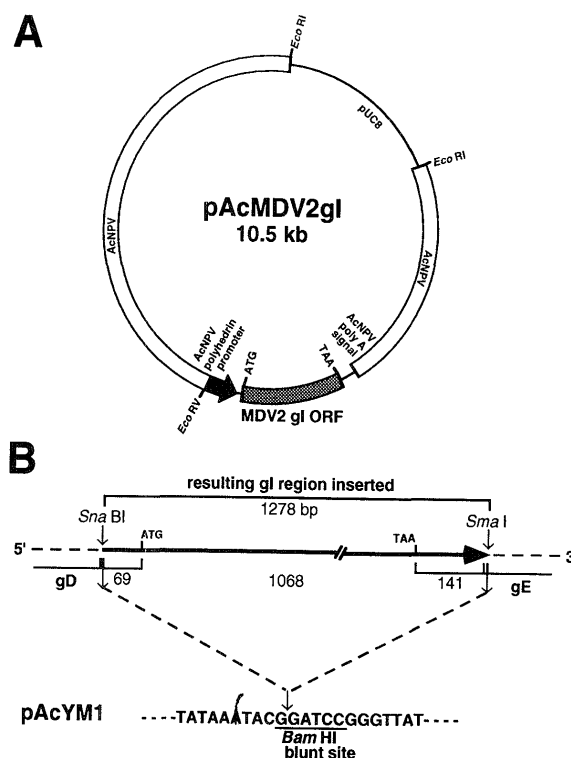 A
Eco RI
pUC8
Eco RI
pAcMDV2gI
10.5 kb
AcNPV
AcNPV
AcNPV
polyhedrin
promoter
AcNPV
poly A
signal
ATG
TAA
Eco RV
MDV2 gI ORF
B
resulting gI region inserted
1278 bp
Sna BI
Sma I
ATG
TAA
5'
3
gD
69
1068
141
gE
pAcYM1
----TATAAATACGGATCCGGGTTAT----
Bam HI
blunt site